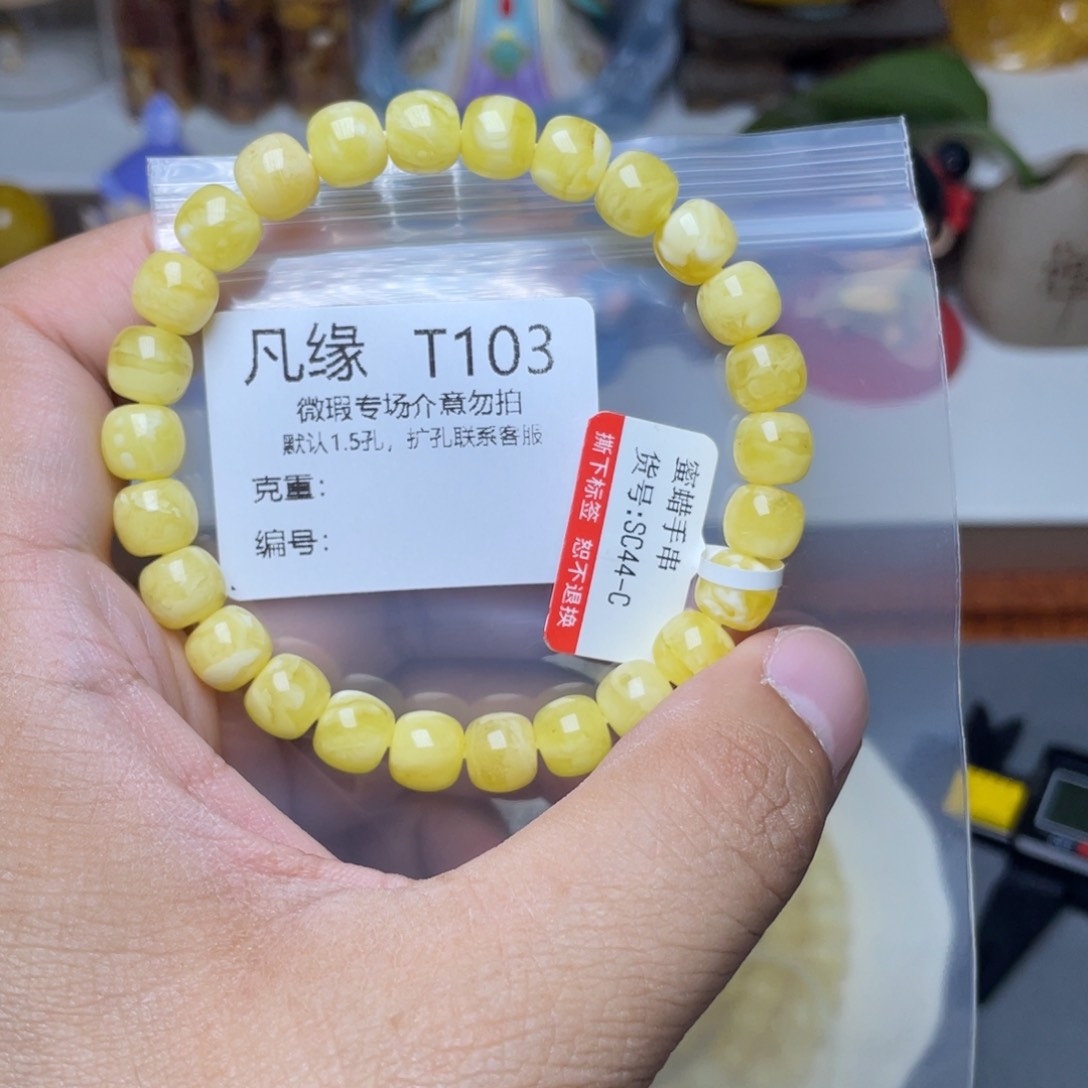 凡缘 T103
微瑕专场介意勿拍
默认1.5孔，扩孔联系客服
克重：
编号：
蜜蜡手串
货号:SC44-C
撕下标签 恕不退换